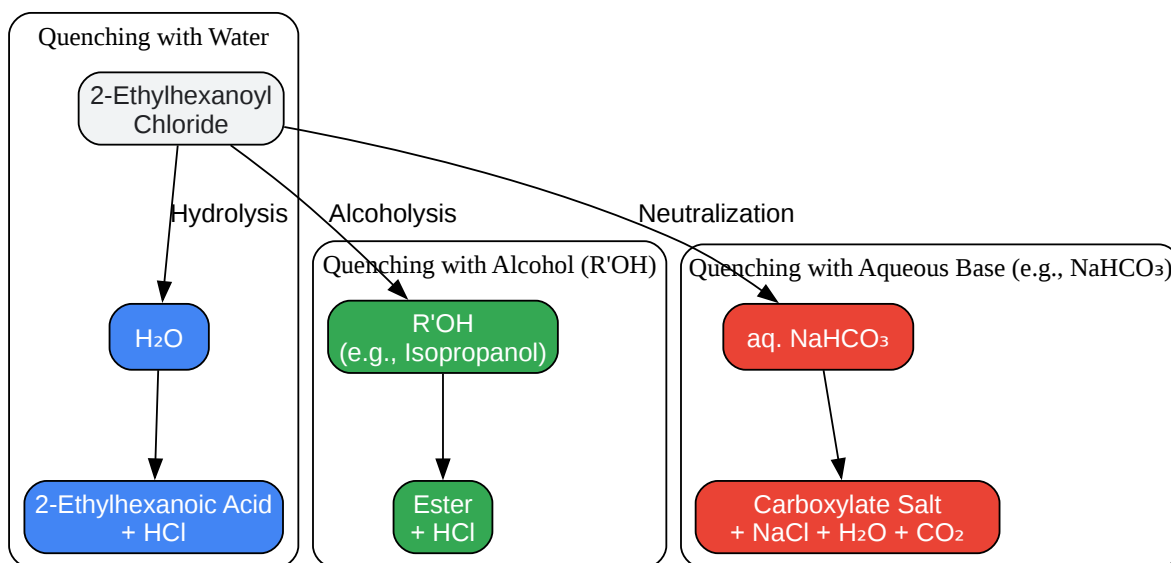 Quenching with Water
2-Ethylhexanoyl
Chloride
Hydrolysis
Alcoholysis
Neutralization
Quenching with Alcohol (R'OH)
Quenching with Aqueous Base (e.g., NaHCO₃)
H₂O
R'OH
(e.g., Isopropanol)
aq. NaHCO₃
2-Ethylhexanoic Acid
+ HCl
Ester
+ HCl
Carboxylate Salt
+ NaCl + H₂O + CO₂